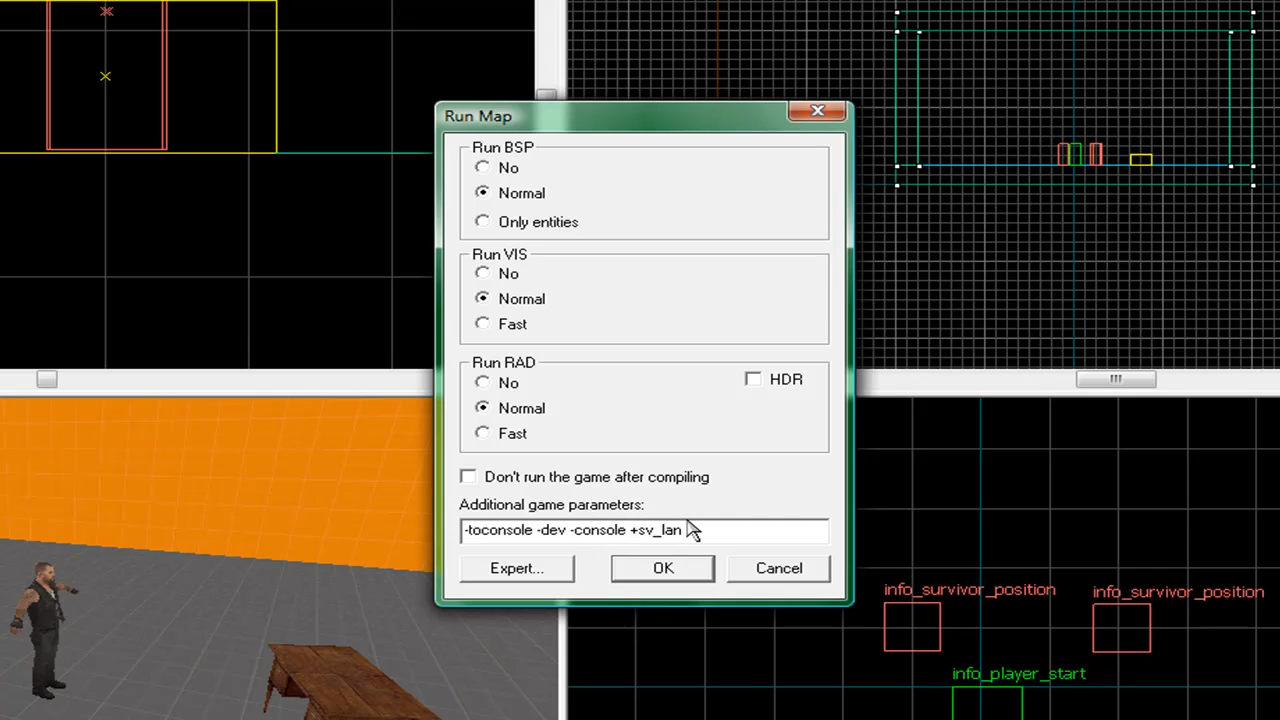 Run Map
Run BSP
No
Normal
Only entities
Run VIS
No
Normal
Fast
Run RAD
No
HDR
Normal
Fast
Don't run the game after compiling
Additional game parameters:
-toconsole -dev -console +sv_lan
Expert...
OK
Cancel
info_survivor_position
info_survivor_position
info_player_start